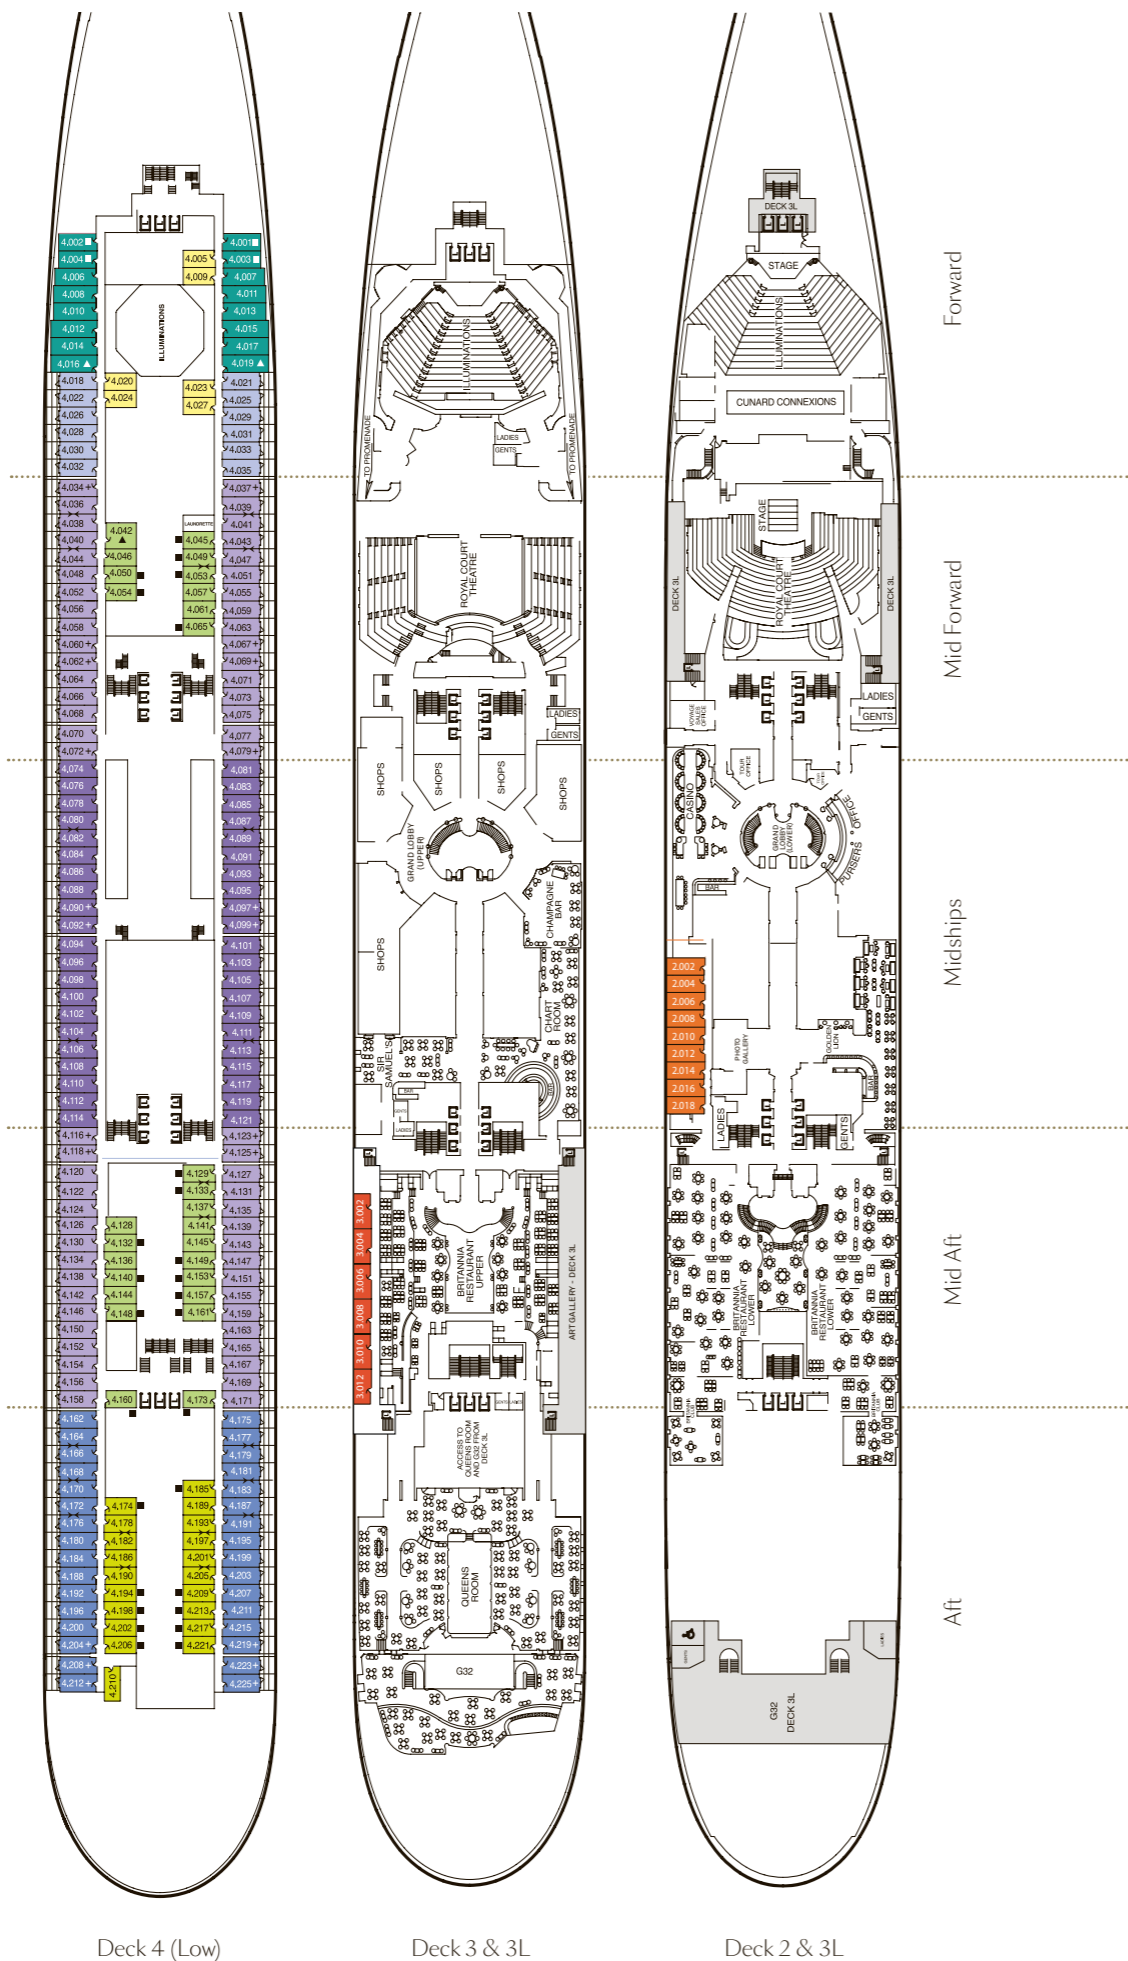 4.002
4.004
4.006
4.008
4.010
4.012
4.014
4.016
4.018
4.022
4.026
4.028
4.030
4.032
4.034+
4.036
4.038
4.040
4.044
4.048
4.052
4.056
4.058
4.060+
4.062+
4.064
4.066
4.068
4.070
4.072+
4.074
4.076
4.078
4.080
4.082
4.084
4.086
4.088
4.090+
4.092+
4.094
4.096
4.098
4.100
4.102
4.104
4.106
4.108
4.110
4.112
4.114
4.116+
4.118+
4.120
4.122
4.124
4.126
4.130
4.134
4.138
4.142
4.146
4.150
4.152
4.154
4.156
4.158
4.162
4.164
4.166
4.168
4.170
4.172
4.176
4.180
4.184
4.188
4.192
4.196
4.200
4.204+
4.208+
4.212+
4.020
4.024
4.042
4.046
4.050
4.054
4.128
4.132
4.136
4.140
4.144
4.148
4.160
4.174
4.178
4.182
4.186
4.190
4.194
4.198
4.202
4.206
4.210
ILLUMINATIONS
4.005
4.009
4.023
4.027
LAUNDRETTE
4.045
4.049
4.053
4.057
4.061
4.065
4.129
4.133
4.137
4.141
4.145
4.149
4.153
4.157
4.161
4.173
4.185
4.189
4.193
4.197
4.201
4.205
4.209
4.213
4.217
4.221
4.001
4.003
4.007
4.011
4.013
4.015
4.017
4.019
4.021
4.025
4.029
4.031
4.033
4.035
4.037+
4.039
4.041
4.043
4.047
4.051
4.055
4.059
4.063
4.067+
4.069+
4.071
4.073
4.075
4.077
4.079+
4.081
4.083
4.085
4.087
4.089
4.091
4.093
4.095
4.097+
4.099+
4.101
4.103
4.105
4.107
4.109
4.111
4.113
4.115
4.117
4.119
4.121
4.123+
4.125+
4.127
4.131
4.135
4.139
4.143
4.147
4.151
4.155
4.159
4.163
4.165
4.167
4.169
4.171
4.175
4.177
4.179
4.181
4.183
4.187
4.191
4.195
4.199
4.203
4.207
4.211
4.215
4.219+
4.223+
4.225+
Deck 4 (Low)
ILLUMINATIONS
LADIES
GENTS
TO PROMENADE
TO PROMENADE
ROYAL COURT
THEATRE
LADIES
GENTS
SHOPS
SHOPS
SHOPS
SHOPS
GRAND LOBBY
(UPPER)
CHAMPAGNE
BAR
SHOPS
CHART
ROOM
SIR
SAMUEL'S
BAR
BAR
GENTS
LADIES
3.002
3.004
3.006
3.008
3.010
3.012
BRITANNIA
RESTAURANT
UPPER
ART GALLERY - DECK 3L
GENTS
LADIES
ACCESS TO
QUEENS ROOM
AND G32 FROM
DECK 3L
QUEENS
ROOM
G32
Deck 3 & 3L
DECK 3L
STAGE
ILLUMINATIONS
CUNARD CONNEXIONS
STAGE
ROYAL COURT
THEATRE
DECK 3L
DECK 3L
VOYAGE
SALES
OFFICE
LADIES
GENTS
CASINO
TOUR
OFFICE
GRAND
LOBBY
(LOWER)
PURSERS OFFICE
BAR
2.002
2.004
2.006
2.008
2.010
2.012
2.014
2.016
2.018
PHOTO
GALLERY
GOLDEN
LION
BAR
LADIES
GENTS
BRITANNIA
RESTAURANT
LOWER
BRITANNIA
RESTAURANT
LOWER
BRITANNIA
CLUB
BRITANNIA
CLUB
GENTS
LADIES
G32
DECK 3L
Deck 2 & 3L
Forward
Mid Forward
Midships
Mid Aft
Aft